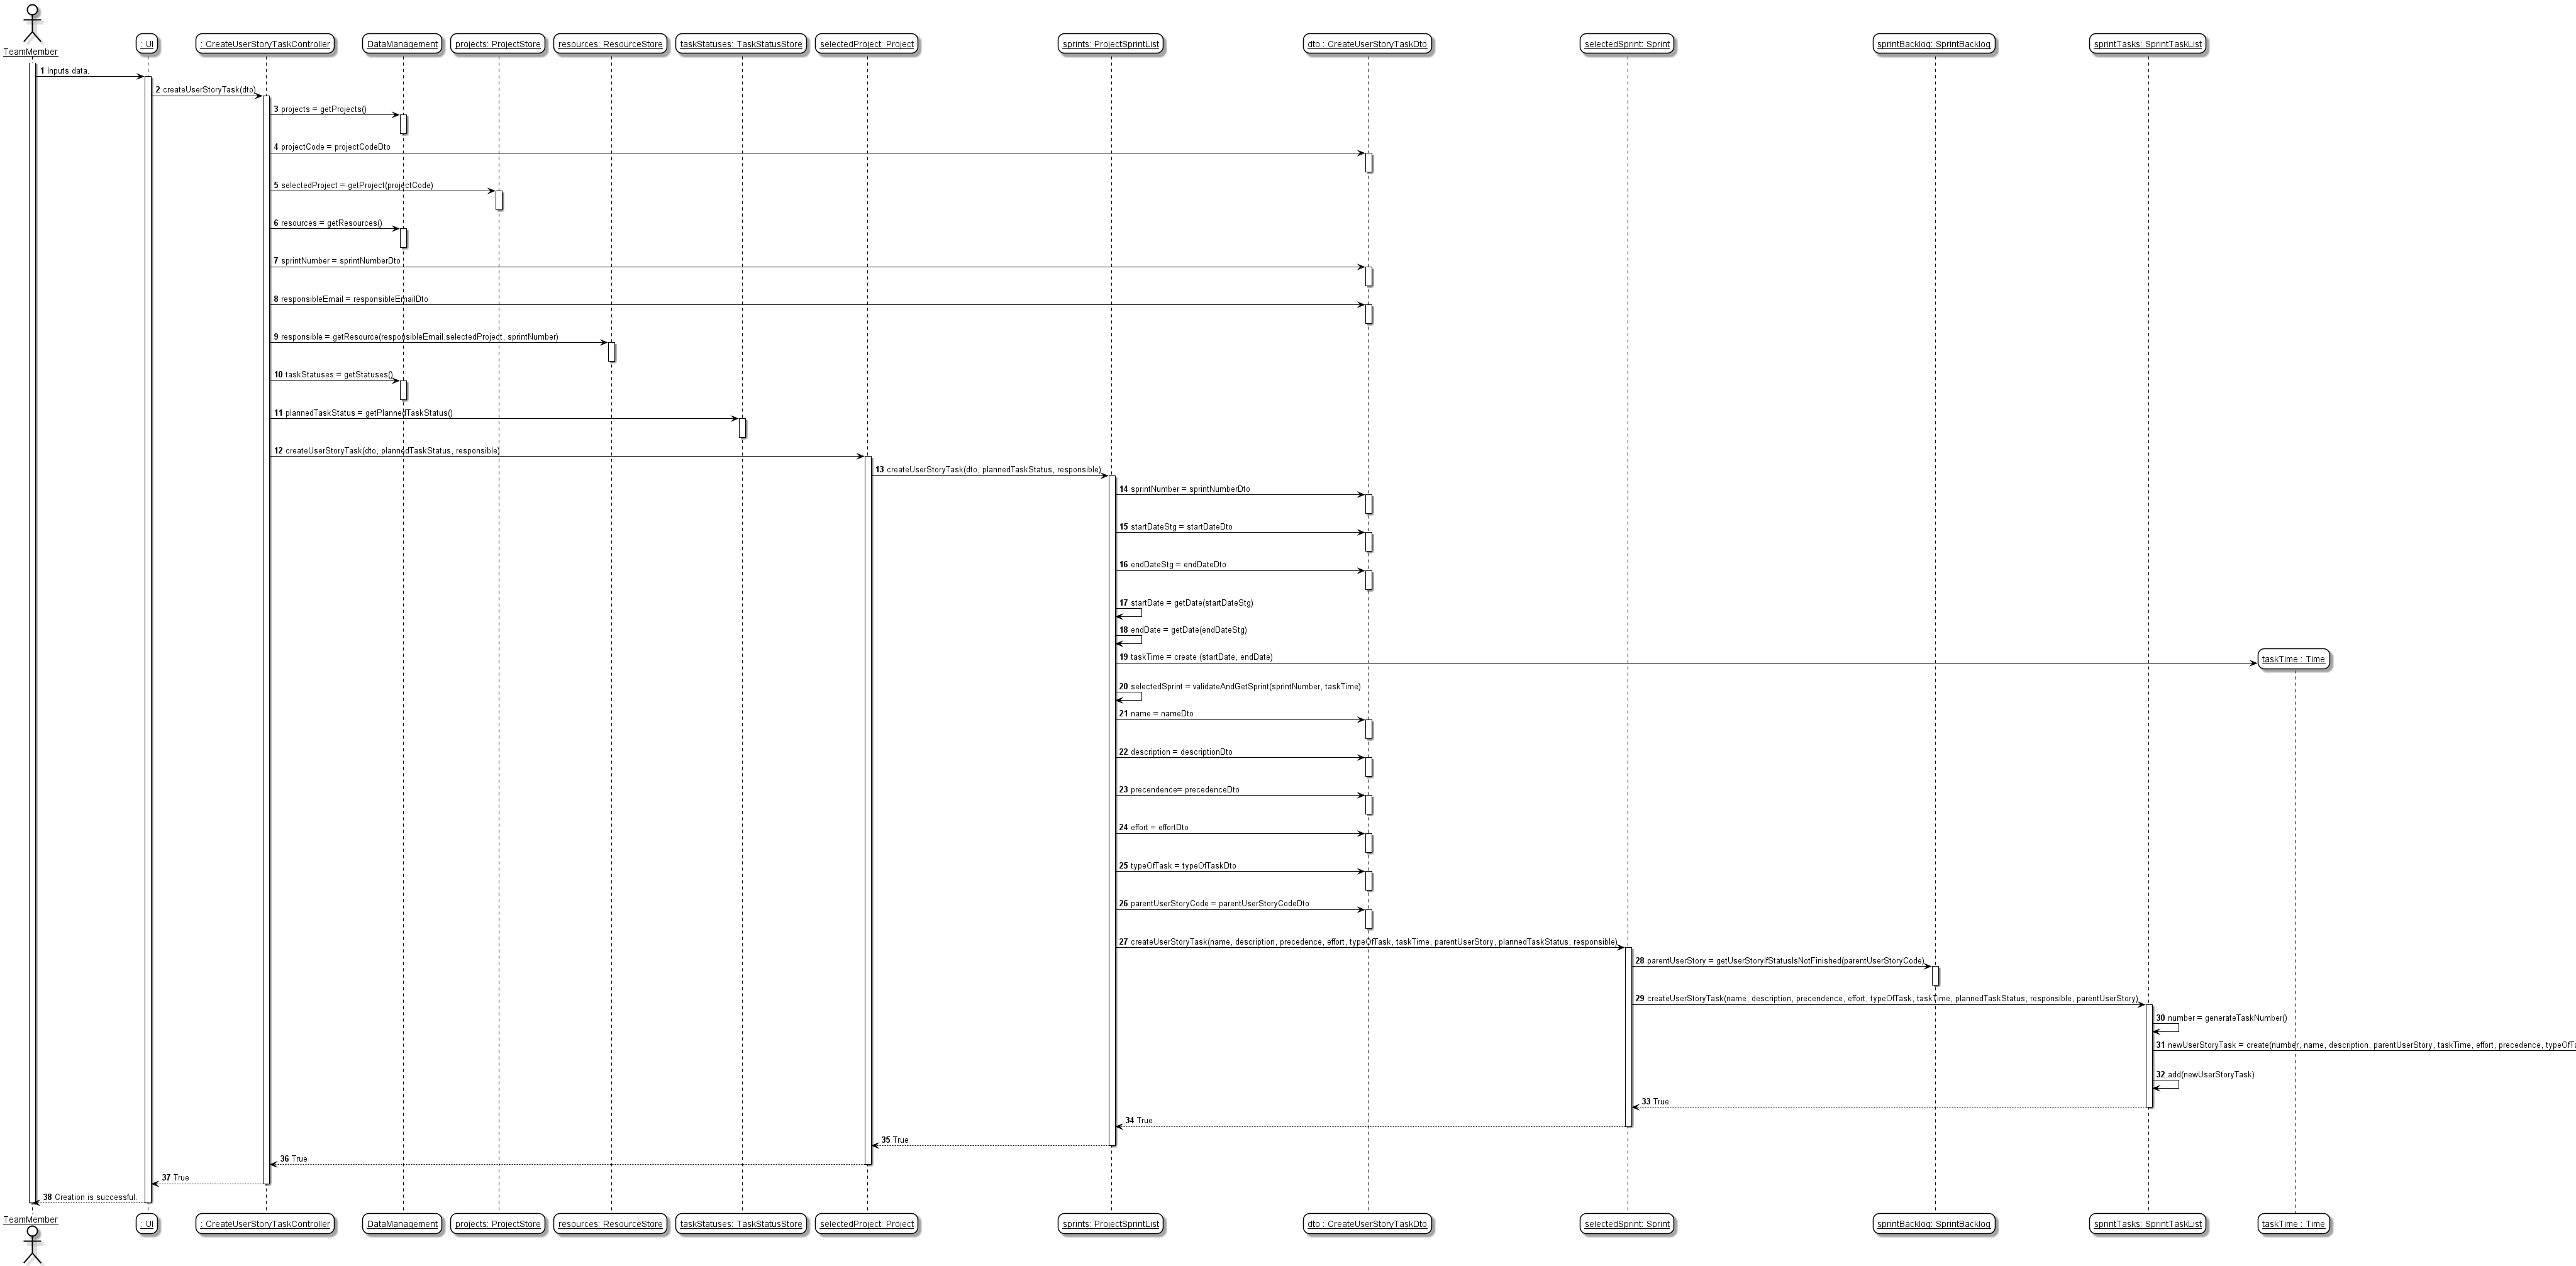 TeamMember
: UI
: CreateUserStoryTaskController
DataManagement
projects: ProjectStore
resources: ResourceStore
taskStatuses: TaskStatusStore
selectedProject: Project
sprints: ProjectSprintList
dto : CreateUserStoryTaskDto
selectedSprint: Sprint
sprintBacklog: SprintBacklog
sprintTasks: SprintTaskList
1 Inputs data.
2 createUserStoryTask(dto)
3 projects = getProjects()
4 projectCode = projectCodeDto
5 selectedProject = getProject(projectCode)
6 resources = getResources()
7 sprintNumber = sprintNumberDto
8 responsibleEmail = responsibleEmailDto
9 responsible = getResource(responsibleEmail,selectedProject, sprintNumber)
10 taskStatuses = getStatuses()
11 plannedTaskStatus = getPlannedTaskStatus()
12 createUserStoryTask(dto, plannedTaskStatus, responsible)
13 createUserStoryTask(dto, plannedTaskStatus, responsible)
14 sprintNumber = sprintNumberDto
15 startDateStg = startDateDto
16 endDateStg = endDateDto
17 startDate = getDate(startDateStg)
18 endDate = getDate(endDateStg)
19 taskTime = create (startDate, endDate)
taskTime : Time
20 selectedSprint = validateAndGetSprint(sprintNumber, taskTime)
21 name = nameDto
22 description = descriptionDto
23 precendence= precedenceDto
24 effort = effortDto
25 typeOfTask = typeOfTaskDto
26 parentUserStoryCode = parentUserStoryCodeDto
27 createUserStoryTask(name, description, precedence, effort, typeOfTask, taskTime, parentUserStory, plannedTaskStatus, responsible)
28 parentUserStory = getUserStoryIfStatusIsNotFinished(parentUserStoryCode)
29 createUserStoryTask(name, description, precendence, effort, typeOfTask, taskTime, plannedTaskStatus, responsible, parentUserStory)
30 number = generateTaskNumber()
31 newUserStoryTask = create(number, name, description, parentUserStory, taskTime, effort, precedence,
32 add(newUserStoryTask)
33 True
34 True
35 True
36 True
37 True
38 Creation is successful.
TeamMember
: UI
: CreateUserStoryTaskController
DataManagement
projects: ProjectStore
resources: ResourceStore
taskStatuses: TaskStatusStore
selectedProject: Project
sprints: ProjectSprintList
dto : CreateUserStoryTaskDto
selectedSprint: Sprint
sprintBacklog: SprintBacklog
sprintTasks: SprintTaskList
taskTime : Time